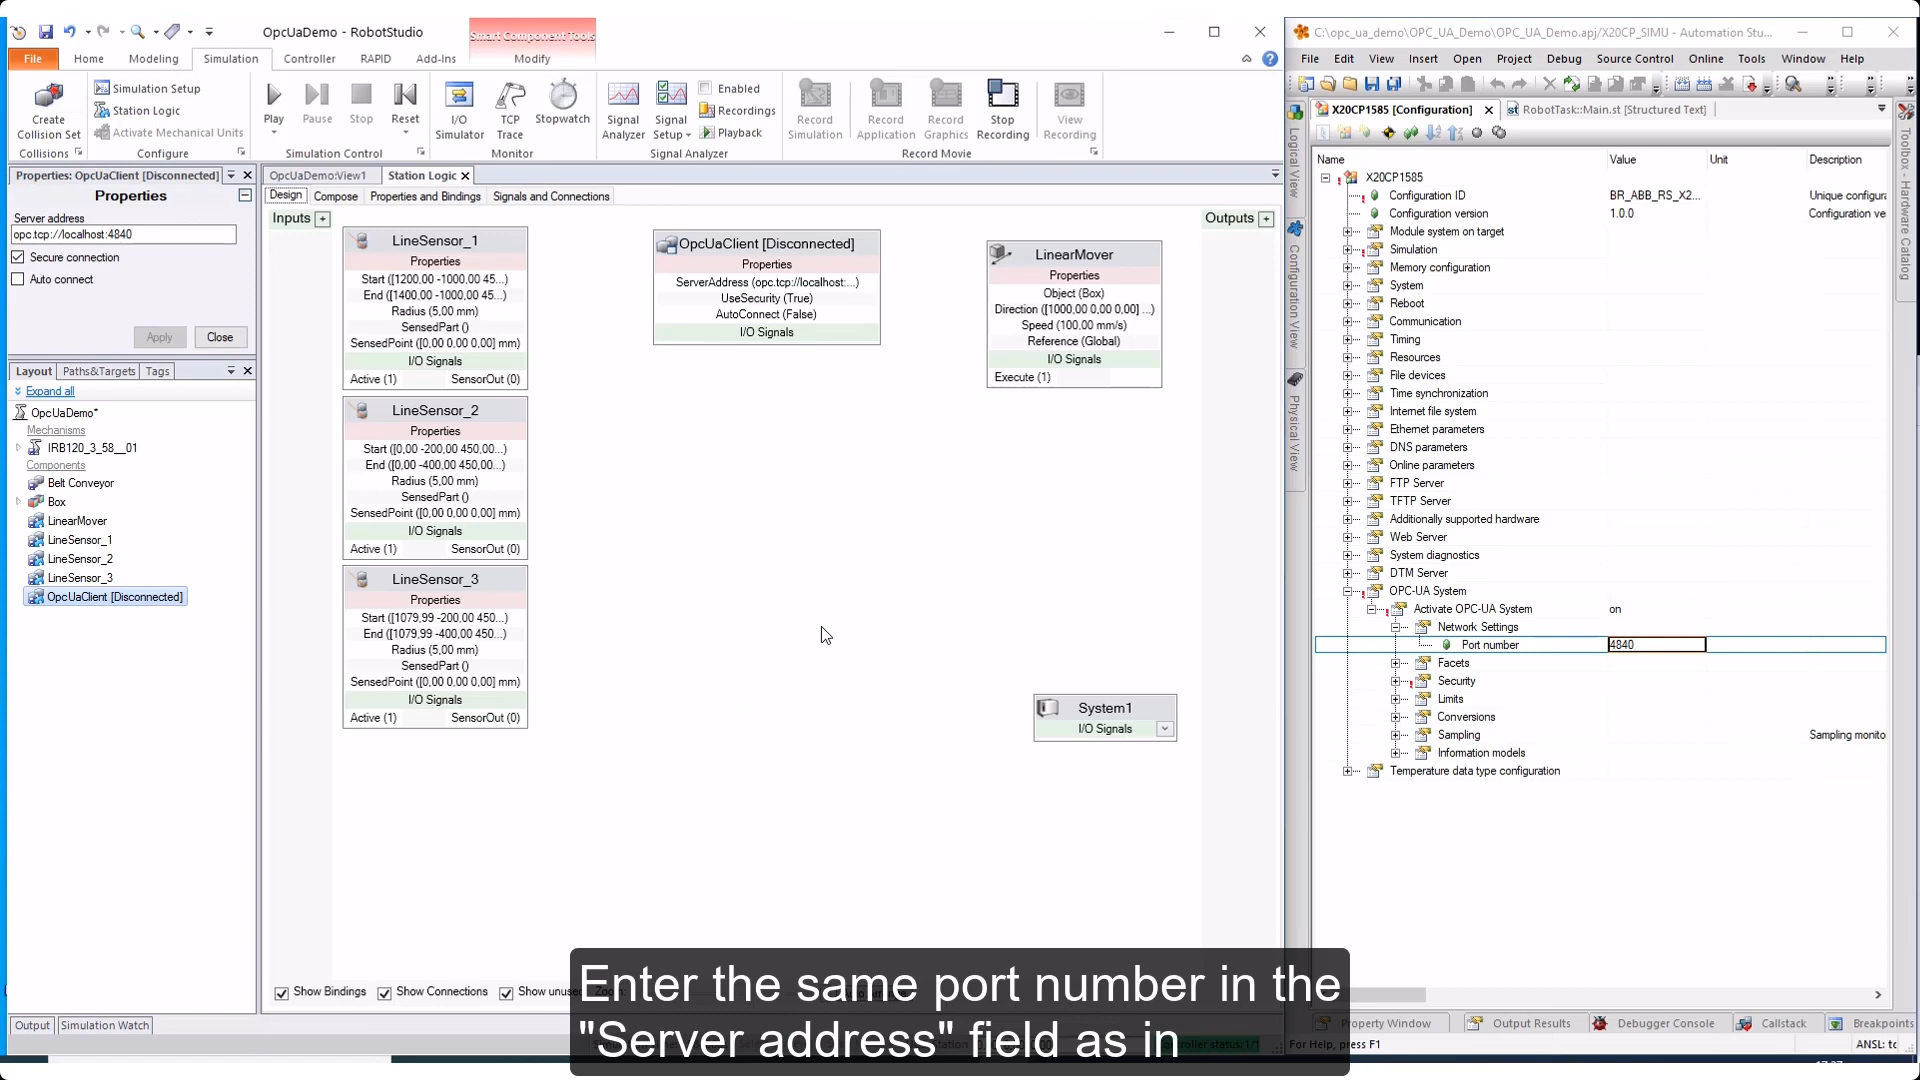 OpcUaDemo - RobotStudio
Smart Component Tools
File
Home
Modeling
Simulation
Controller
RAPID
Add-Ins
Modify
Create
Collision Set
Collisions
Simulation Setup
Station Logic
Activate Mechanical Units
Configure
Play
Pause
Stop
Reset
Simulation Control
I/O
Simulator
TCP
Trace
Stopwatch
Monitor
Signal
Analyzer
Signal
Setup
Enabled
Recordings
Playback
Signal Analyzer
Record
Simulation
Record
Application
Record
Graphics
Stop
Recording
View
Recording
Record Movie
Properties: OpcUaClient [Disconnected]
Properties
Server address
opc.tcp://localhost:4840
Secure connection
Auto connect
Apply
Close
Layout
Paths&Targets
Tags
Expand all
OpcUaDemo*
Mechanisms
IRB120_3_58__01
Components
Belt Conveyor
Box
LinearMover
LineSensor_1
LineSensor_2
LineSensor_3
OpcUaClient [Disconnected]
OpcUaDemo:View1
Station Logic
Design
Compose
Properties and Bindings
Signals and Connections
Inputs +
Outputs +
LineSensor_1
Properties
Start ([1200,00 -1000,00 45...)
End ([1400,00 -1000,00 45...)
Radius (5,00 mm)
SensedPart ()
SensedPoint ([0,00 0,00 0,00] mm)
I/O Signals
Active (1) SensorOut (0)
LineSensor_2
Properties
Start ([0,00 -200,00 450,00...)
End ([0,00 -400,00 450,00...)
Radius (5,00 mm)
SensedPart ()
SensedPoint ([0,00 0,00 0,00] mm)
I/O Signals
Active (1) SensorOut (0)
LineSensor_3
Properties
Start ([1079,99 -200,00 450...)
End ([1079,99 -400,00 450...)
Radius (5,00 mm)
SensedPart ()
SensedPoint ([0,00 0,00 0,00] mm)
I/O Signals
Active (1) SensorOut (0)
OpcUaClient [Disconnected]
Properties
ServerAddress (opc.tcp://localhost:...)
UseSecurity (True)
AutoConnect (False)
I/O Signals
LinearMover
Properties
Object (Box)
Direction ([1000,00 0,00 0,00] ...)
Speed (100,00 mm/s)
Reference (Global)
I/O Signals
Execute (1)
System1
I/O Signals
Show Bindings
Show Connections
Show unused
Output
Simulation Watch
C:\opc_ua_demo\OPC_UA_Demo\OPC_UA_Demo.apj/X20CP_SIMU - Automation Stu...
File Edit View Insert Open Project Debug Source Control Online Tools Window Help
X20CP1585 [Configuration]
RobotTask::Main.st [Structured Text]
Logical View
Configuration View
Physical View
Toolbox - Hardware Catalog
Name Value Unit Description
X20CP1585
Configuration ID BR_ABB_RS_X2... Unique configura
Configuration version 1.0.0 Configuration ve
Module system on target
Simulation
Memory configuration
System
Reboot
Communication
Timing
Resources
File devices
Time synchronization
Internet file system
Ethernet parameters
DNS parameters
Online parameters
FTP Server
TFTP Server
Additionally supported hardware
Web Server
System diagnostics
DTM Server
OPC-UA System
Activate OPC-UA System on
Network Settings
Port number 4840
Facets
Security
Limits
Conversions
Sampling Sampling monito
Information models
Temperature data type configuration
Property Window
Output Results
Debugger Console
Callstack
Breakpoints
For Help, press F1
ANSL: tc
Enter the same port number in the
"Server address" field as in